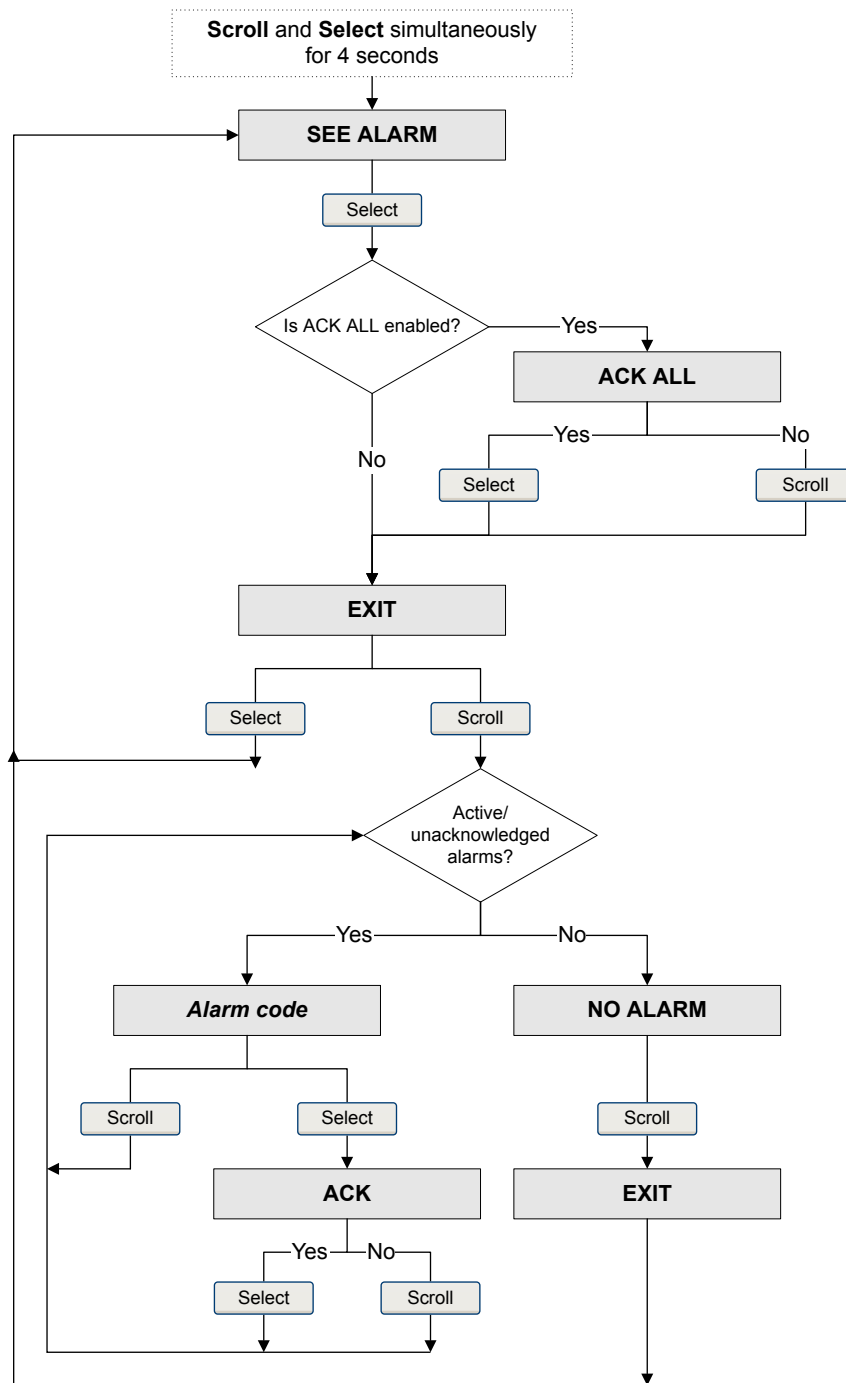 Scroll and Select simultaneously
for 4 seconds
SEE ALARM
Select
Is ACK ALL enabled?
Yes
ACK ALL
Yes
No
No
Select
Scroll
EXIT
Select
Scroll
Active/
unacknowledged
alarms?
Yes
No
Alarm code
NO ALARM
Scroll
Select
Scroll
ACK
EXIT
Yes
No
Select
Scroll